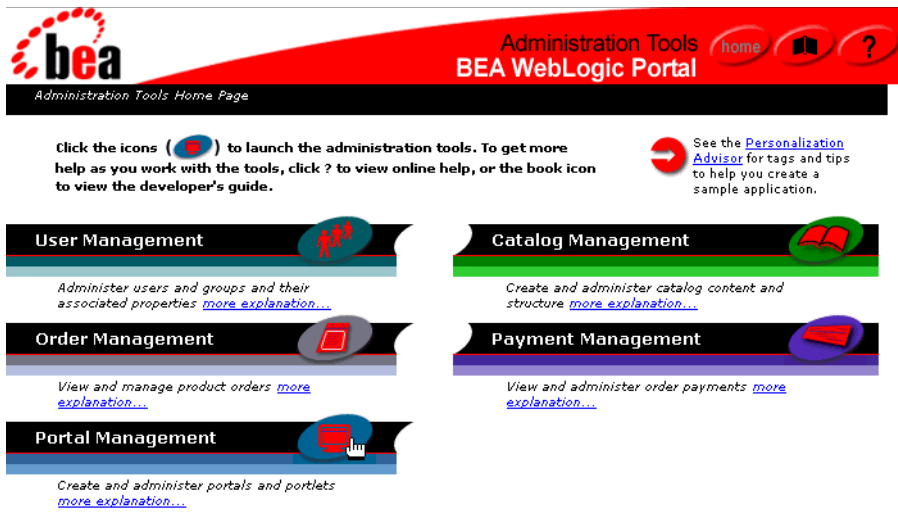 bea
Administration Tools
BEA WebLogic Portal
home
?
Administration Tools Home Page
Click the icons ( ) to launch the administration tools. To get more
help as you work with the tools, click ? to view online help, or the book icon
to view the developer's guide.
See the Personalization
Advisor for tags and tips
to help you create a
sample application.
User Management
Administer users and groups and their
associated properties more explanation...
Catalog Management
Create and administer catalog content and
structure more explanation...
Order Management
View and manage product orders more
explanation...
Payment Management
View and administer order payments more
explanation...
Portal Management
Create and administer portals and portlets
more explanation...